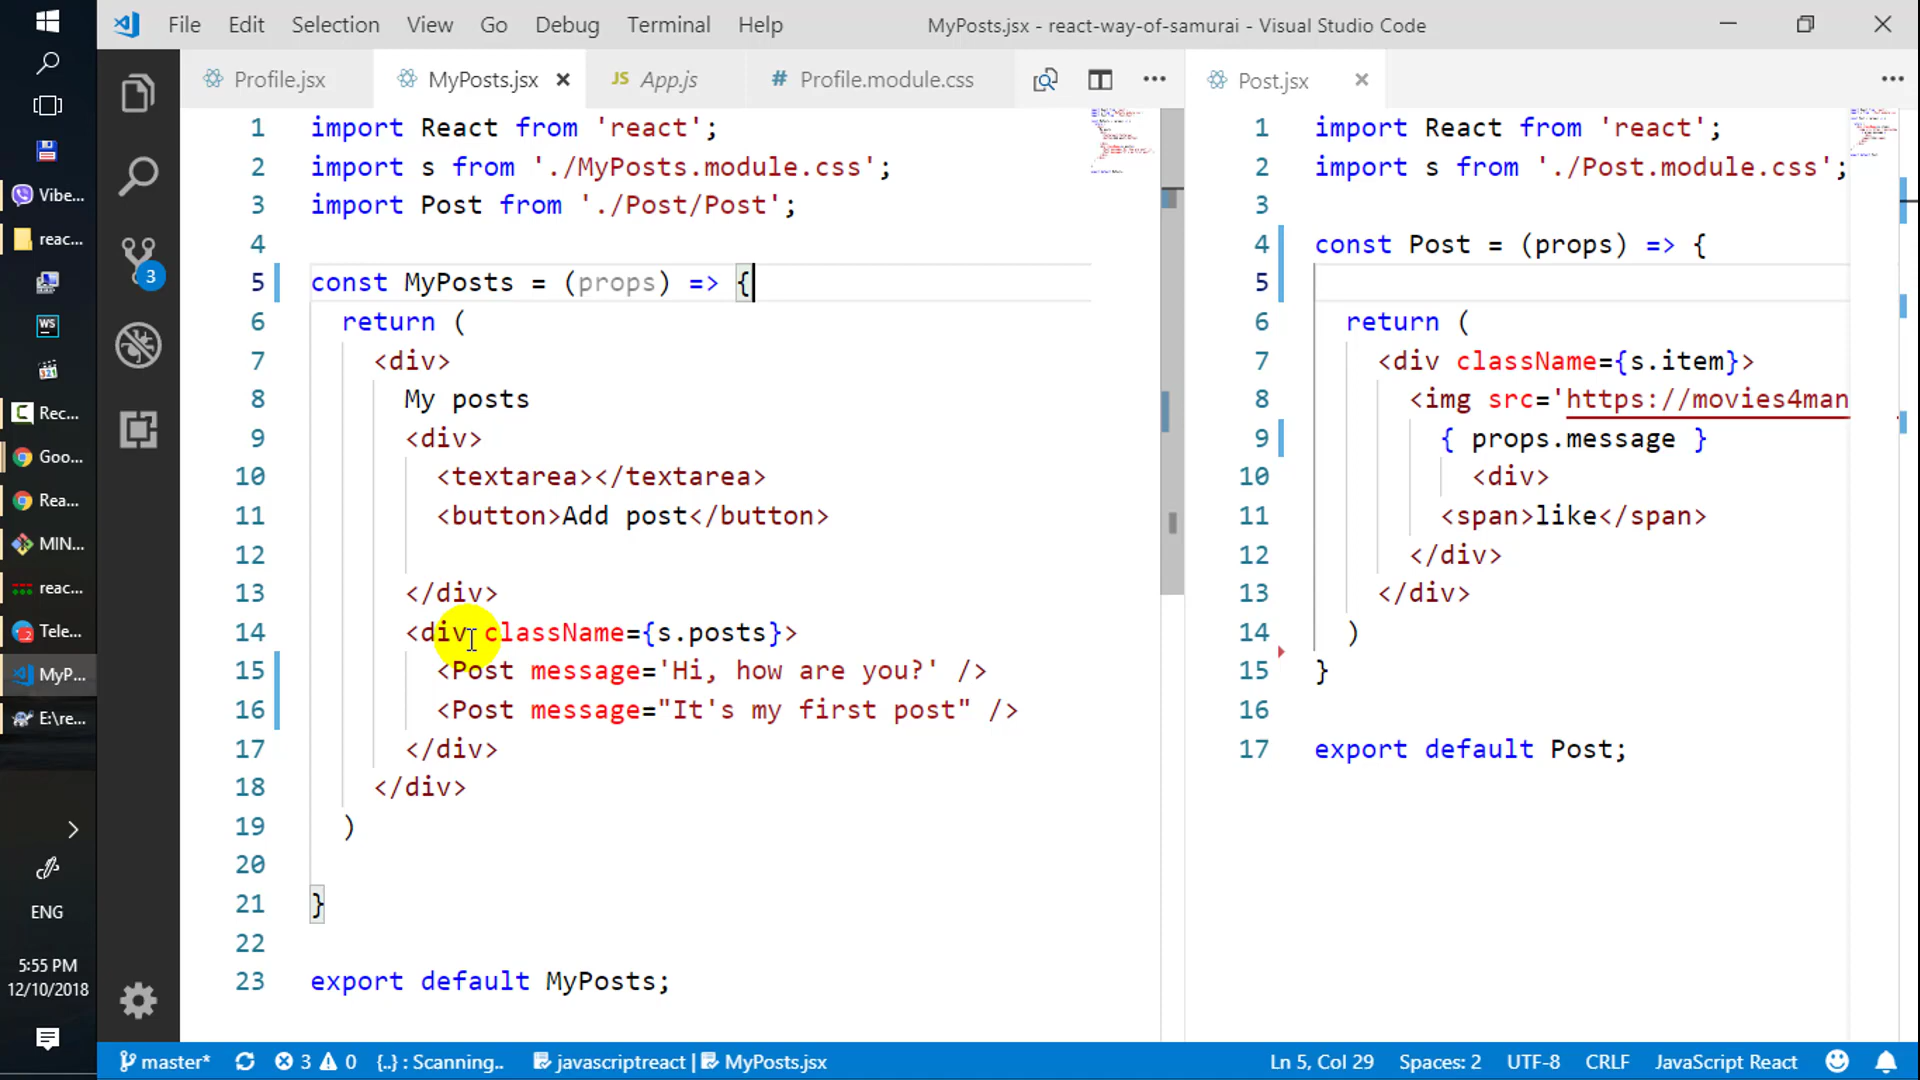 File Edit Selection View Go Debug Terminal Help
MyPosts.jsx - react-way-of-samurai - Visual Studio Code
Profile.jsx
MyPosts.jsx
JS App.js
# Profile.module.css
Post.jsx
1 import React from 'react';
2 import s from './MyPosts.module.css';
3 import Post from './Post/Post';
4
5 const MyPosts = (props) => {
6 return (
7 <div>
8 My posts
9 <div>
10 <textarea></textarea>
11 <button>Add post</button>
12
13 </div>
14 <div className={s.posts}>
15 <Post message='Hi, how are you?' />
16 <Post message="It's my first post" />
17 </div>
18 </div>
19 )
20
21 }
22
23 export default MyPosts;
1 import React from 'react';
2 import s from './Post.module.css';
3
4 const Post = (props) => {
5
6 return (
7 <div className={s.item}>
8 <img src='https://movies4man
9 { props.message }
10 <div>
11 <span>like</span>
12 </div>
13 </div>
14 )
15 }
16
17 export default Post;
Vibe...
reac...
WS
Rec...
Goo...
Rea...
MIN...
reac...
Tele...
MyP...
E:\re...
ENG
5:55 PM
12/10/2018
3
master*
3 0
{..} : Scanning..
javascriptreact |
MyPosts.jsx
Ln 5, Col 29
Spaces: 2
UTF-8
CRLF
JavaScript React